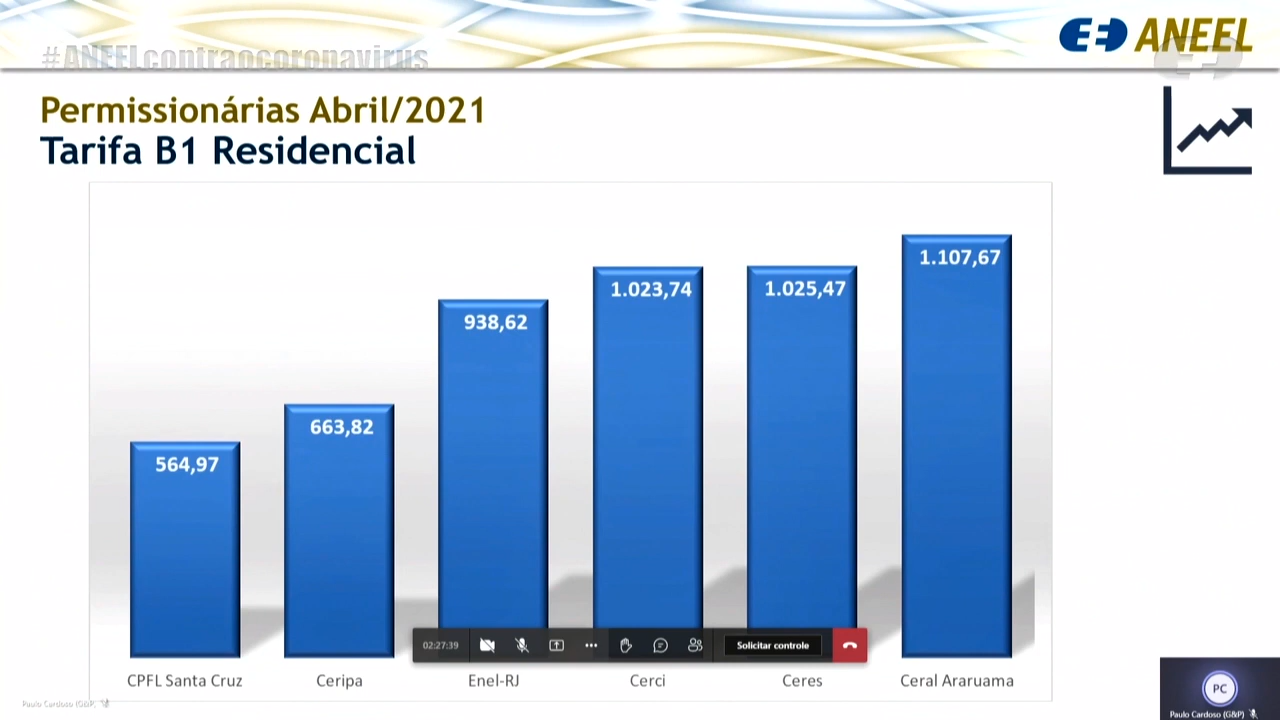 #ANEELcontraocoronavirus
ANEEL
Permissionárias Abril/2021
Tarifa B1 Residencial
564,97
663,82
938,62
1.023,74
1.025,47
1.107,67
02:27:39
Solicitar controle
CPFL Santa Cruz
Ceripa
Enel-RJ
Cerci
Ceres
Ceral Araruama
PC
Paulo Cardoso (G&P)
Paulo Cardoso (G&P)